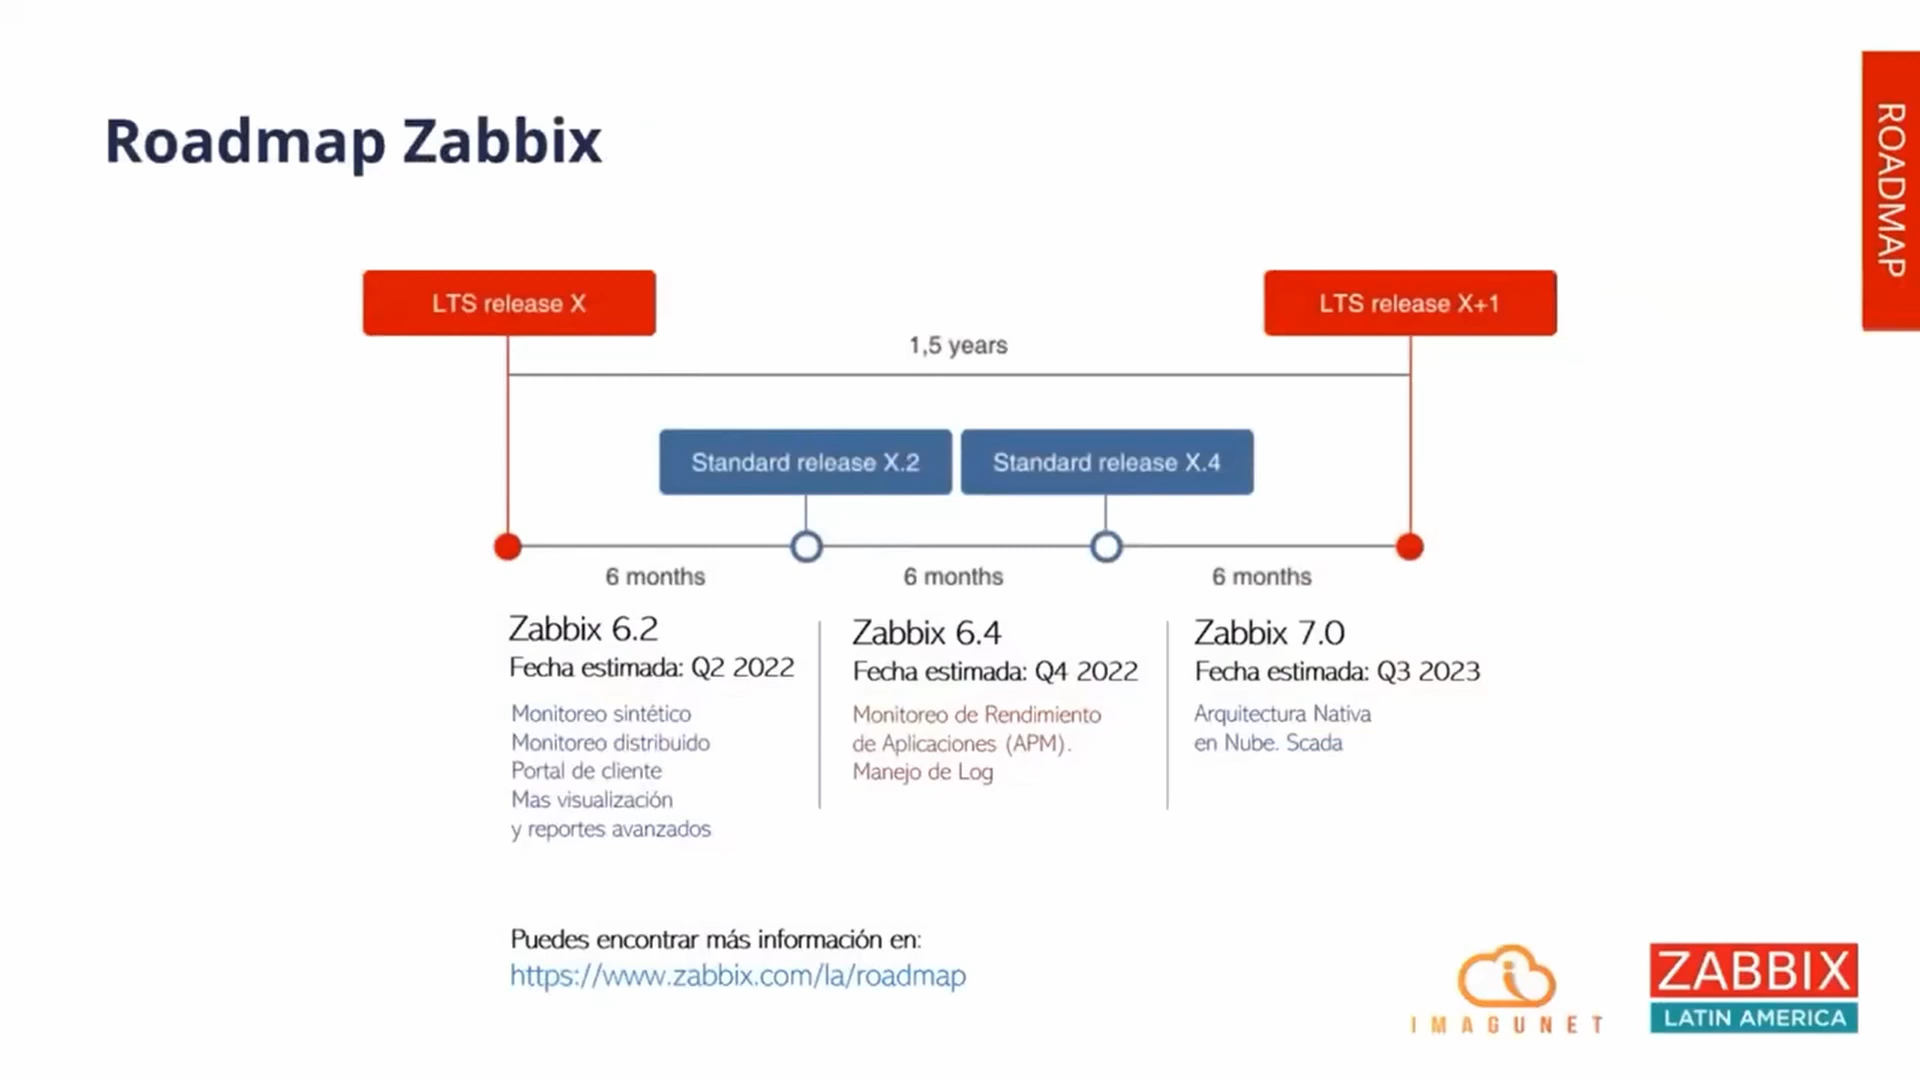 ROADMAP
Roadmap Zabbix
LTS release X
LTS release X+1
1,5 years
Standard release X.2
Standard release X.4
6 months
6 months
6 months
Zabbix 6.2
Fecha estimada: Q2 2022
Monitoreo sintético
Monitoreo distribuido
Portal de cliente
Mas visualización
y reportes avanzados
Zabbix 6.4
Fecha estimada: Q4 2022
Monitoreo de Rendimiento
de Aplicaciones (APM).
Manejo de Log
Zabbix 7.0
Fecha estimada: Q3 2023
Arquitectura Nativa
en Nube. Scada
Puedes encontrar más información en:
https://www.zabbix.com/la/roadmap
IMAGUNET
ZABBIX
LATIN AMERICA